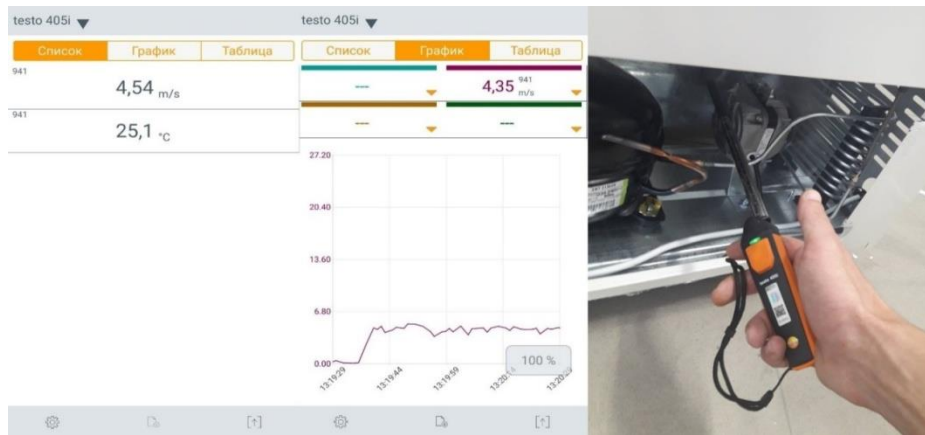 testo 405i
Список График Таблица
941
4,54 m/s
941
25,1 °C
testo 405i
Список График Таблица
---
4,35 941 m/s
---
---
27.20
20.40
13.60
6.80
0.00
100 %
13:19:29
13:19:44
13:19:59
testo 405i